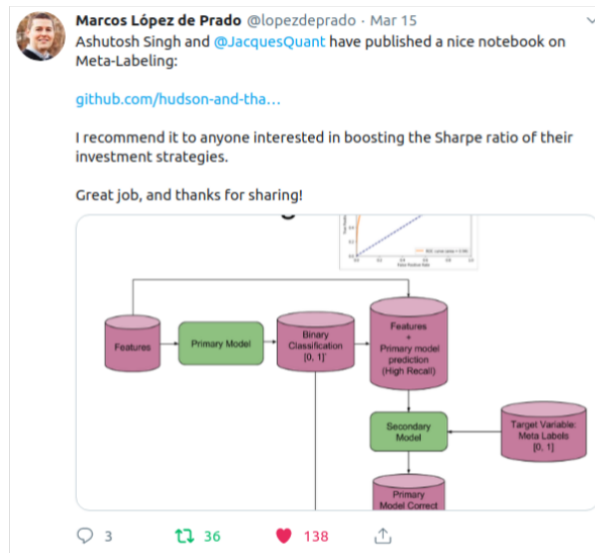 Marcos López de Prado @lopezdeprado · Mar 15
Ashutosh Singh and @JacquesQuant have published a nice notebook on
Meta-Labeling:
github.com/hudson-and-tha…
I recommend it to anyone interested in boosting the Sharpe ratio of their
investment strategies.
Great job, and thanks for sharing!
False Positive Rate
Features
Primary Model
Binary
Classification
[0, 1]'
Features
+
Primary model
prediction
(High Recall)
Secondary
Model
Target Variable:
Meta Labels
[0, 1]
Primary
Model Correct
3
36
138